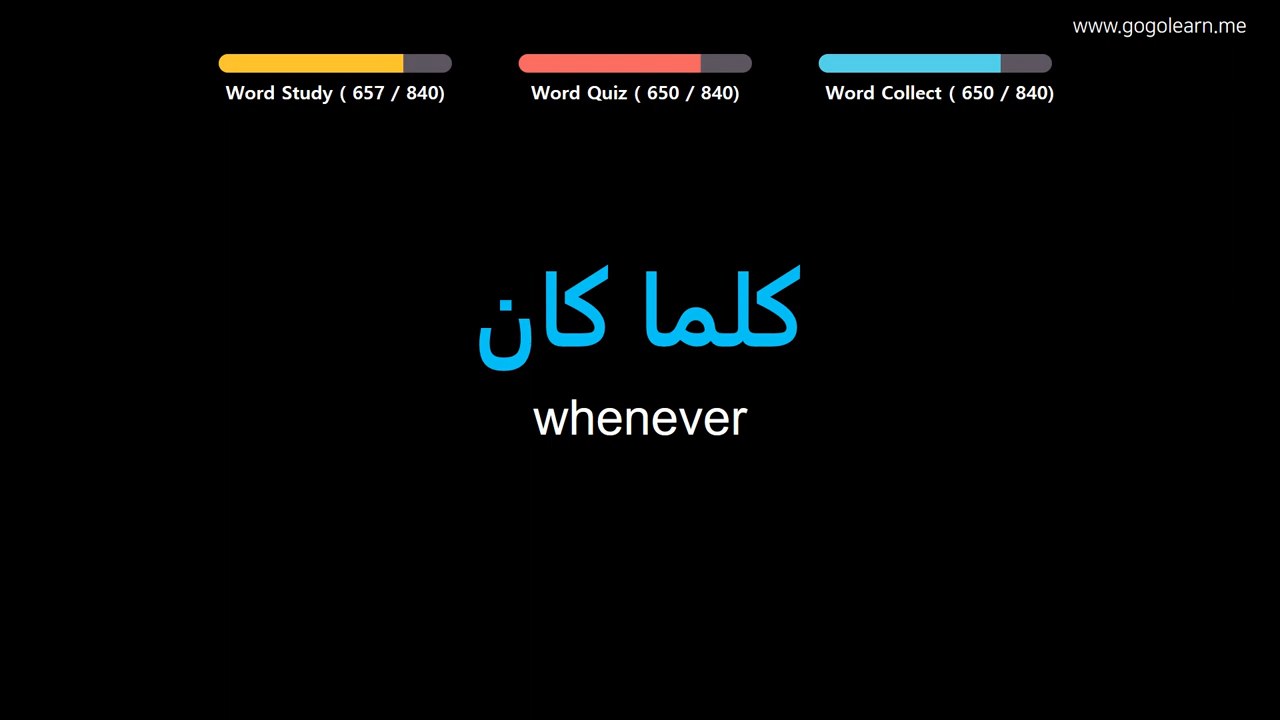 www.gogolearn.me
Word Study ( 657 / 840)
Word Quiz ( 650 / 840)
Word Collect ( 650 / 840)
كلما كان
whenever